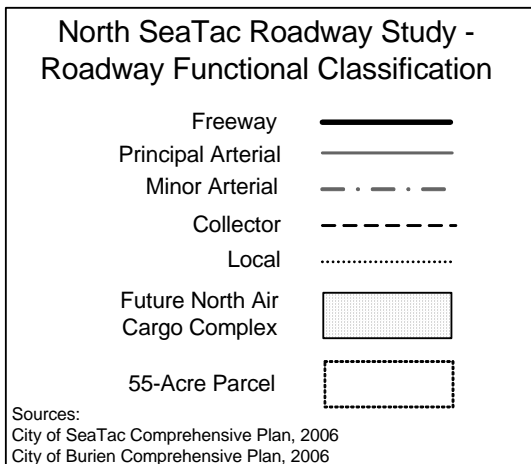 North SeaTac Roadway Study -
Roadway Functional Classification
Freeway
Principal Arterial
Minor Arterial
Collector
Local
Future North Air
Cargo Complex
55-Acre Parcel
Sources:
City of SeaTac Comprehensive Plan, 2006
City of Burien Comprehensive Plan, 2006